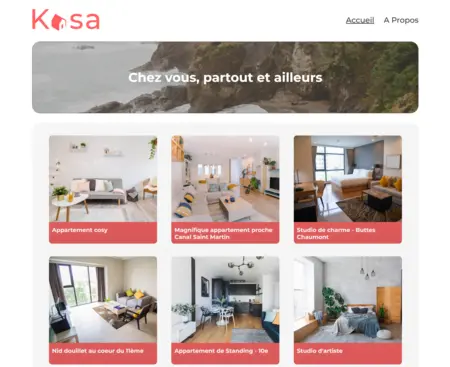 Kasa
Accueil A Propos
Chez vous, partout et ailleurs
Appartement cosy
Magnifique appartement proche
Canal Saint Martin
Studio de charme - Buttes
Chaumont
Nid douillet au coeur du 11ème
Appartement de Standing - 10e
Studio d'artiste